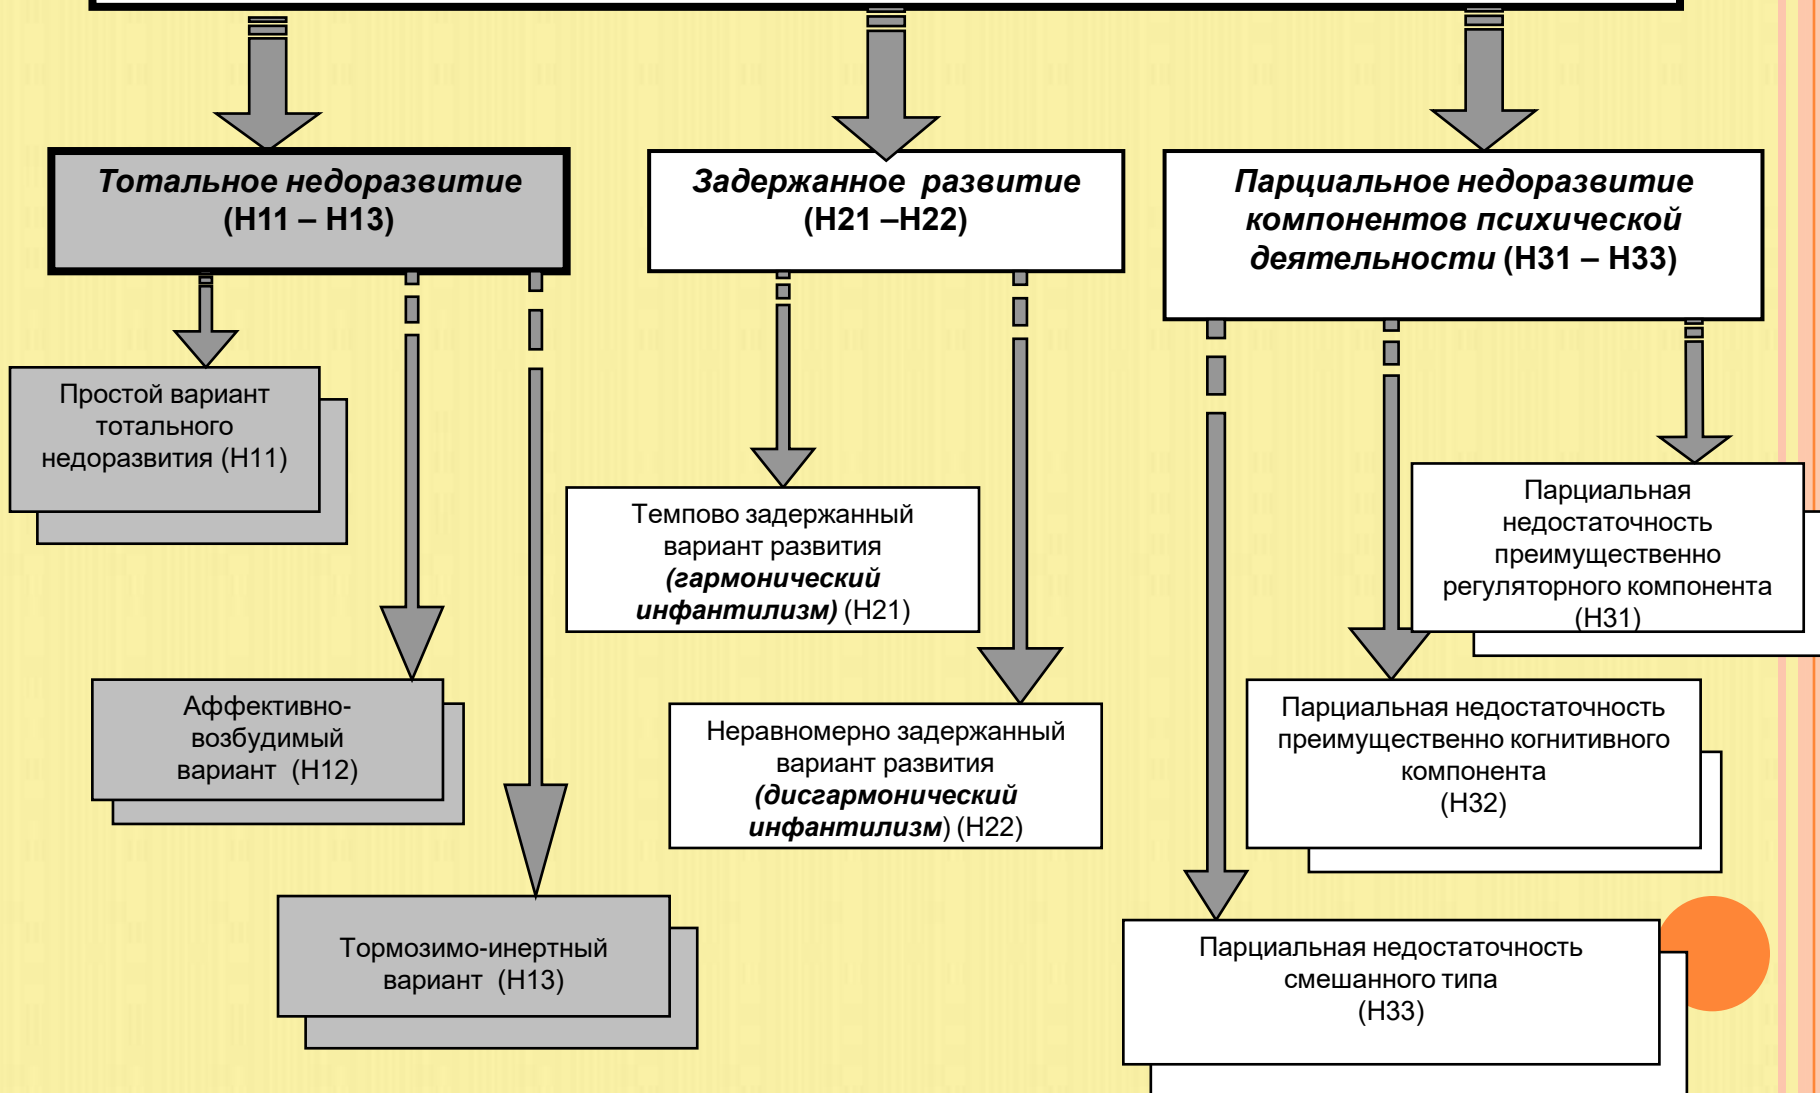 Тотальное недоразвитие
(Н11 – Н13)
Задержанное развитие
(Н21 –Н22)
Парциальное недоразвитие
компонентов психической
деятельности (Н31 – Н33)
Простой вариант
тотального
недоразвития (Н11)
Темпово задержанный
вариант развития
(гармонический
инфантилизм) (Н21)
Парциальная
недостаточность
преимущественно
регуляторного компонента
(Н31)
Аффективно-
возбудимый
вариант (Н12)
Неравномерно задержанный
вариант развития
(дисгармонический
инфантилизм) (Н22)
Парциальная недостаточность
преимущественно когнитивного
компонента
(Н32)
Тормозимо-инертный
вариант (Н13)
Парциальная недостаточность
смешанного типа
(Н33)